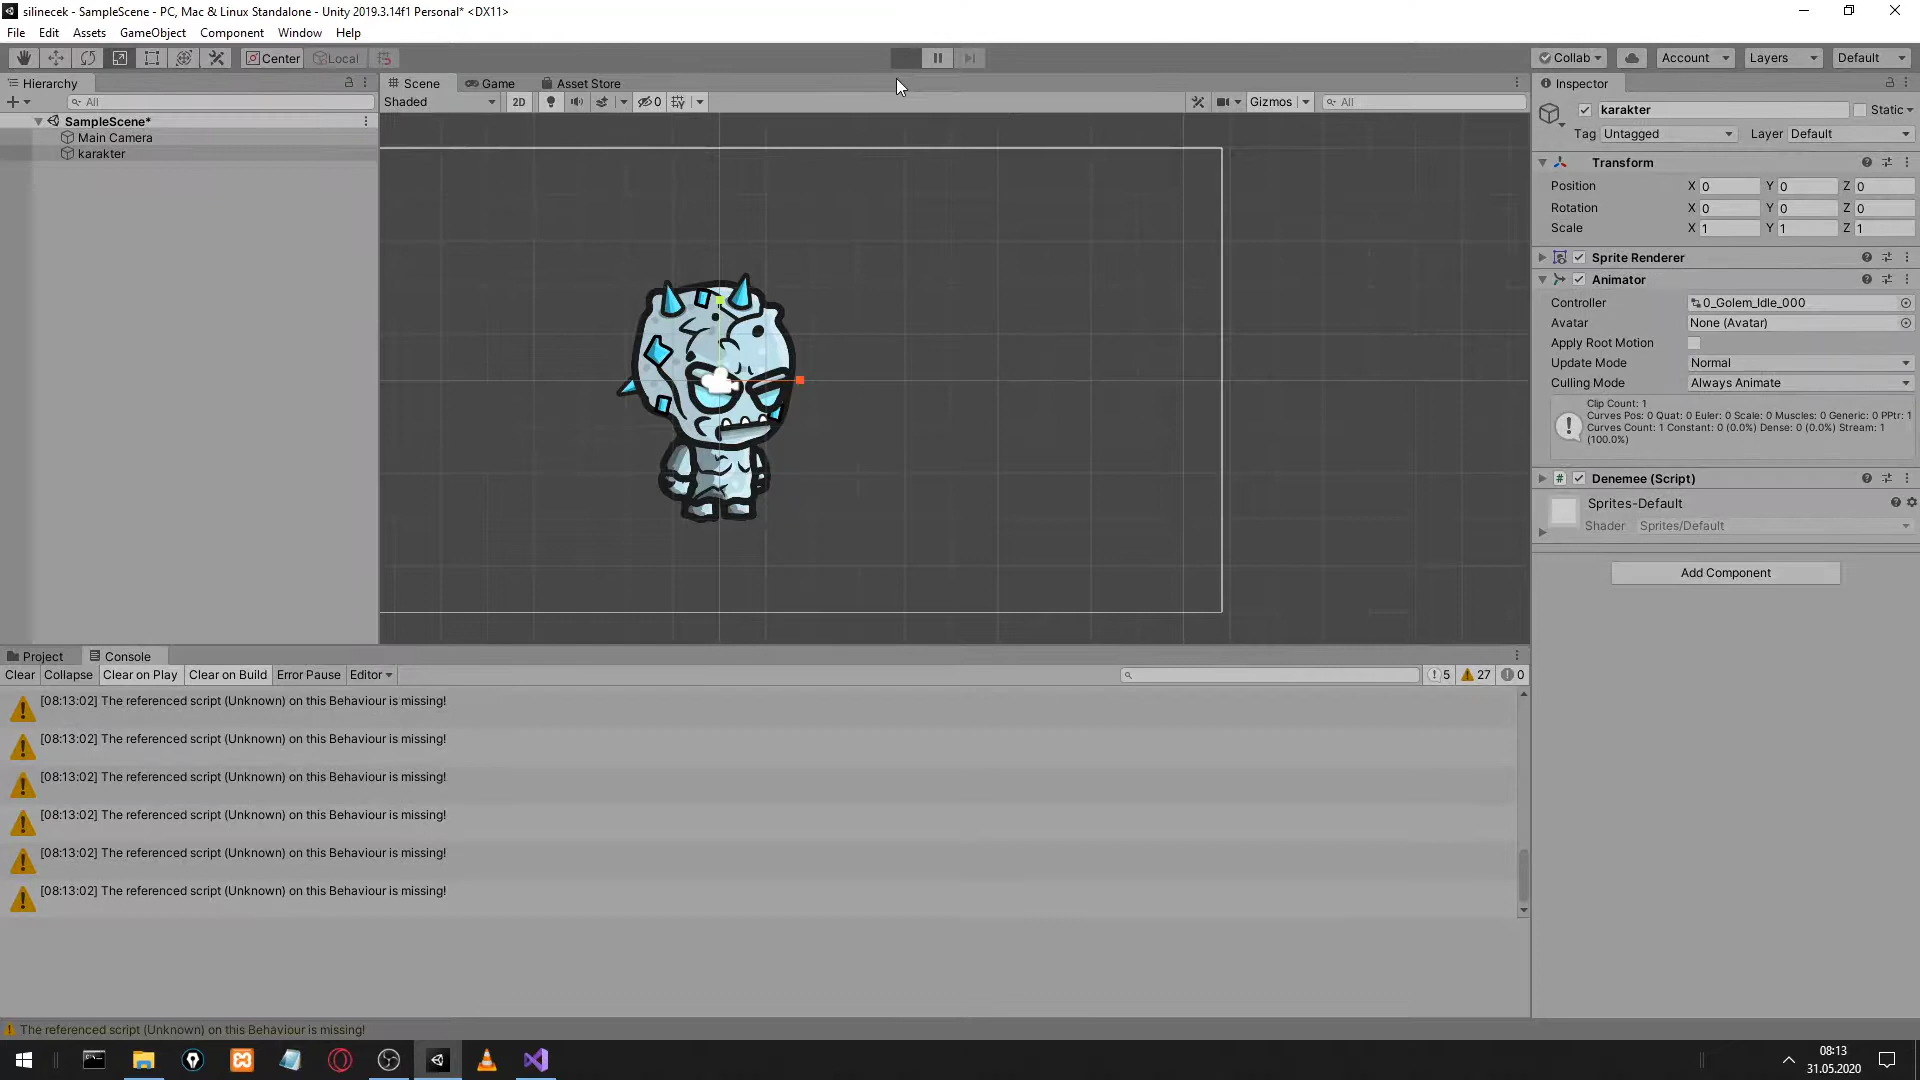 silinecek - SampleScene - PC, Mac & Linux Standalone - Unity 2019.3.14f1 Personal* <DX11>
File Edit Assets GameObject Component Window Help
Center Local Collab Account Layers Default
Hierarchy
All
SampleScene*
Main Camera
karakter
Scene Game Asset Store
Shaded 2D 0 Gizmos All
Inspector
karakter Static
Tag Untagged Layer Default
Transform
Position X 0 Y 0 Z 0
Rotation X 0 Y 0 Z 0
Scale X 1 Y 1 Z 1
Sprite Renderer
Animator
Controller 0_Golem_Idle_000
Avatar None (Avatar)
Apply Root Motion
Update Mode Normal
Culling Mode Always Animate
Clip Count: 1
Curves Pos: 0 Quat: 0 Euler: 0 Scale: 0 Muscles: 0 Generic: 0 PPtr: 1
Curves Count: 1 Constant: 0 (0.0%) Dense: 0 (0.0%) Stream: 1
(100.0%)
# Denemee (Script)
Sprites-Default
Shader Sprites/Default
Add Component
Project Console
Clear Collapse Clear on Play Clear on Build Error Pause Editor 5 27 0
[08:13:02] The referenced script (Unknown) on this Behaviour is missing!
[08:13:02] The referenced script (Unknown) on this Behaviour is missing!
[08:13:02] The referenced script (Unknown) on this Behaviour is missing!
[08:13:02] The referenced script (Unknown) on this Behaviour is missing!
[08:13:02] The referenced script (Unknown) on this Behaviour is missing!
[08:13:02] The referenced script (Unknown) on this Behaviour is missing!
The referenced script (Unknown) on this Behaviour is missing!
08:13
31.05.2020